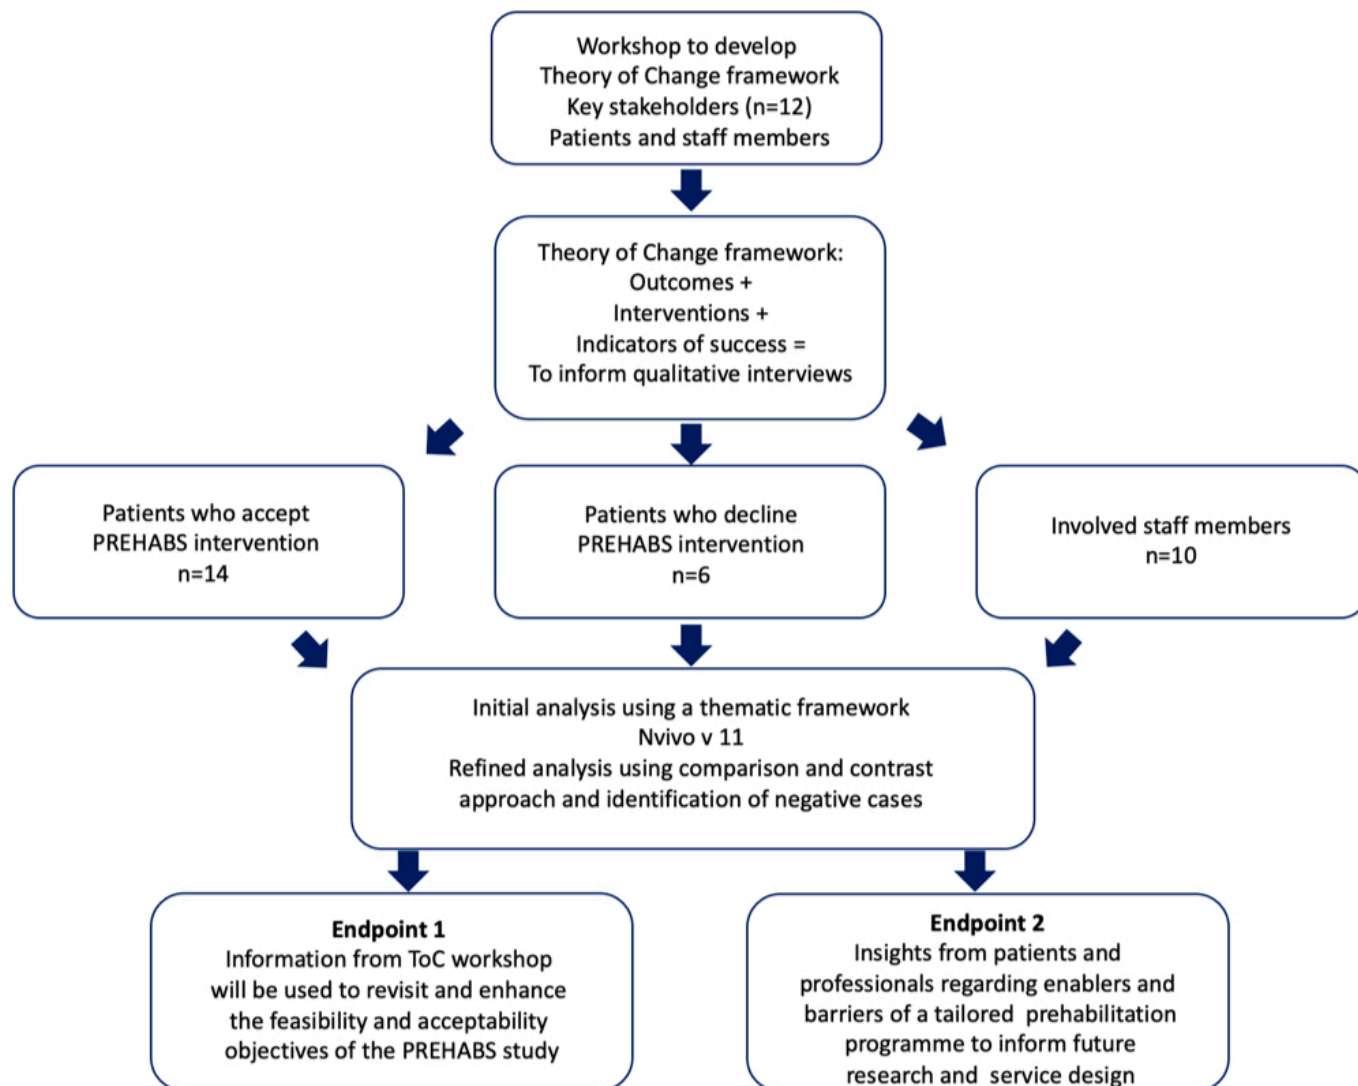 Workshop to develop
Theory of Change framework
Key stakeholders (n=12)
Patients and staff members
Theory of Change framework:
Outcomes +
Interventions +
Indicators of success =
To inform qualitative interviews
Patients who accept
PREHABS intervention
n=14
Patients who decline
PREHABS intervention
n=6
Involved staff members
n=10
Initial analysis using a thematic framework
Nvivo v 11
Refined analysis using comparison and contrast
approach and identification of negative cases
Endpoint 1
Information from ToC workshop
will be used to revisit and enhance
the feasibility and acceptability
objectives of the PREHABS study
Endpoint 2
Insights from patients and
professionals regarding enablers and
barriers of a tailored prehabilitation
programme to inform future
research and service design